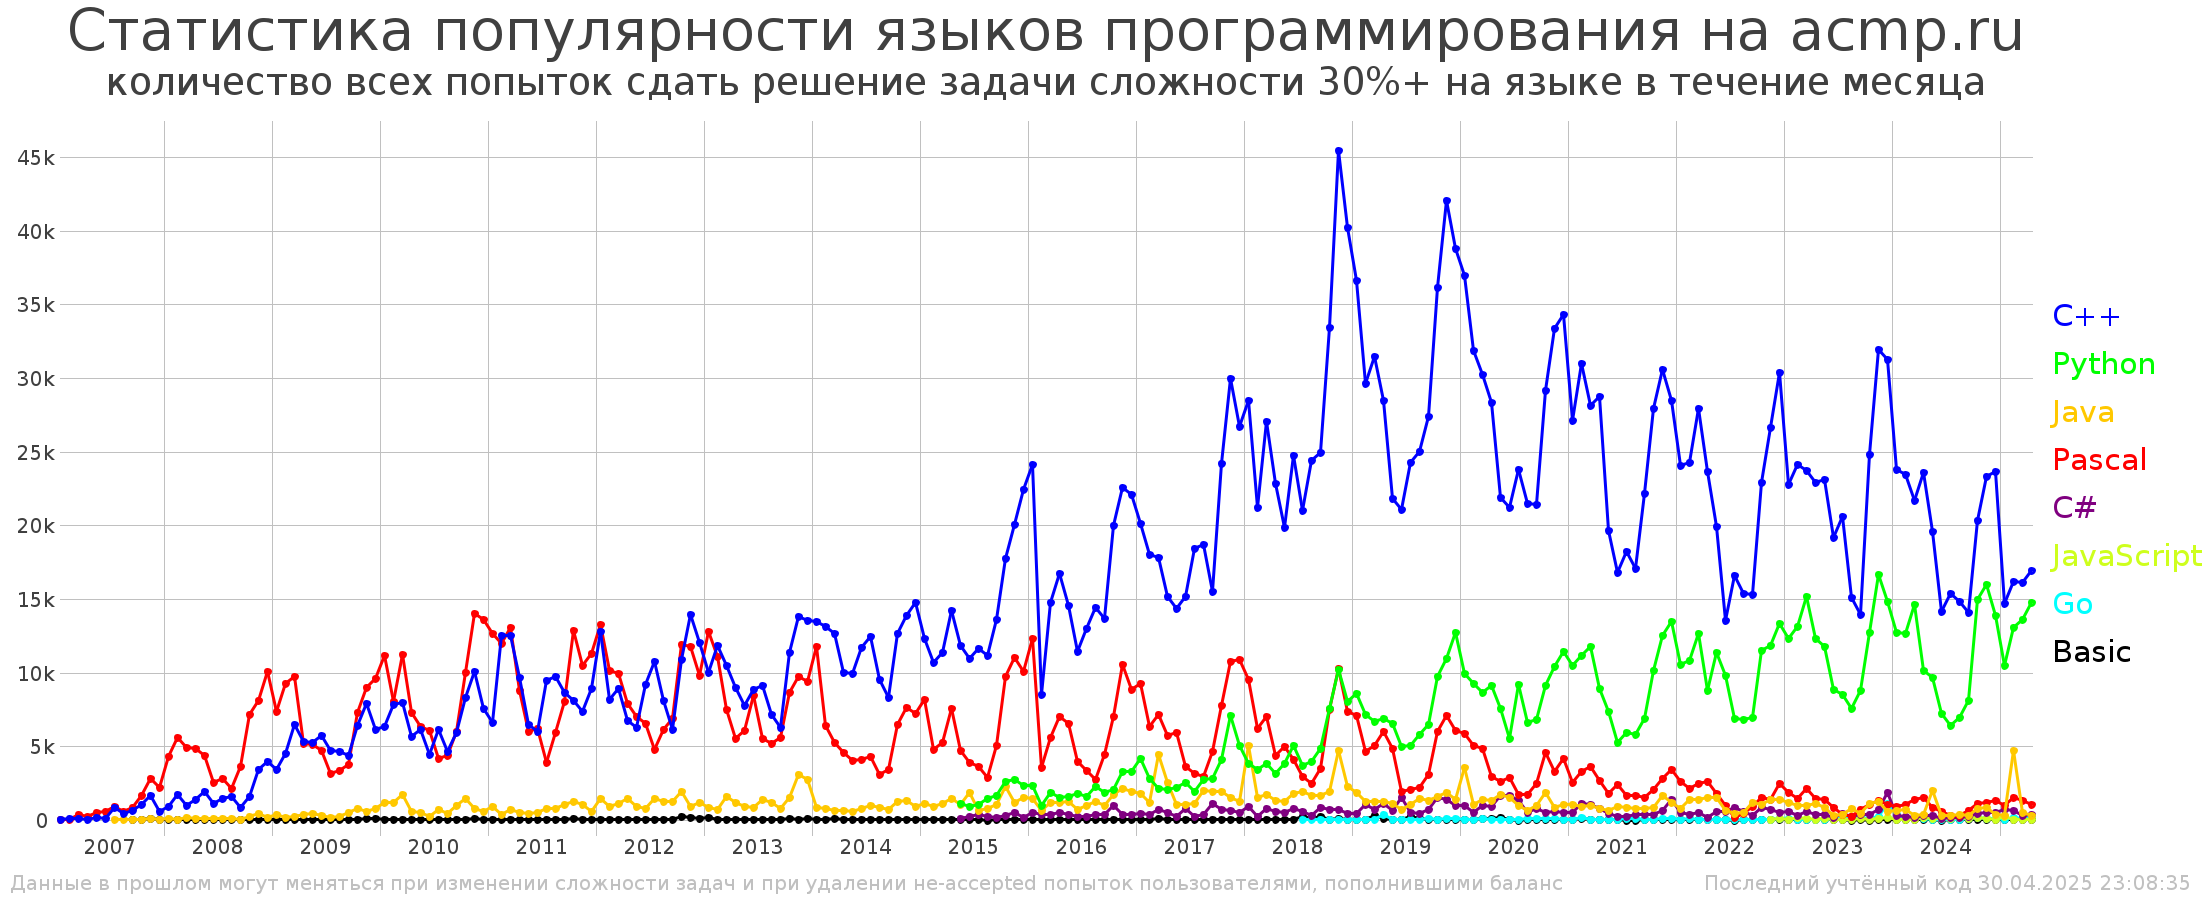 Статистика популярности языков программирования на acmp.ru
количество всех попыток сдать решение задачи сложности 30%+ на языке в течение месяца
45k
40k
35k
30k
25k
20k
15k
10k
5k
0
C++
Python
Java
Pascal
C#
JavaScript
Go
Basic
2007 2008 2009 2010 2011 2012 2013 2014 2015 2016 2017 2018 2019 2020 2021 2022 2023 2024
Данные в прошлом могут меняться при изменении сложности задач и при удалении не-accepted попыток пользователями, пополнившими баланс
Последний учтённый код 30.04.2025 23:08:35